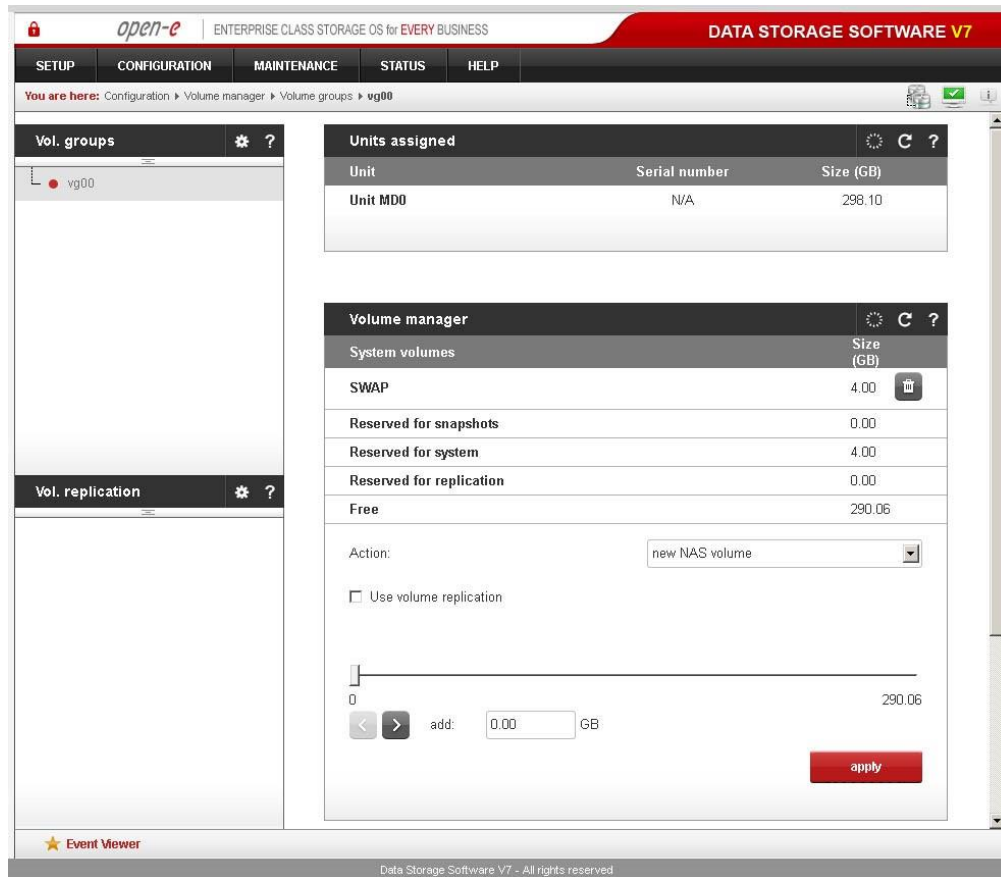 open-e ENTERPRISE CLASS STORAGE OS for EVERY BUSINESS DATA STORAGE SOFTWARE V7
SETUP CONFIGURATION MAINTENANCE STATUS HELP
You are here: Configuration ▸ Volume manager ▸ Volume groups ▸ vg00
Vol. groups ?
vg00
Vol. replication ?
Units assigned ?
Unit Serial number Size (GB)
Unit MD0 N/A 298.10
Volume manager ?
System volumes Size (GB)
SWAP 4.00
Reserved for snapshots 0.00
Reserved for system 4.00
Reserved for replication 0.00
Free 290.06
Action: new NAS volume
Use volume replication
0 290.06
< > add: 0.00 GB
apply
Event Viewer
Data Storage Software V7 - All rights reserved